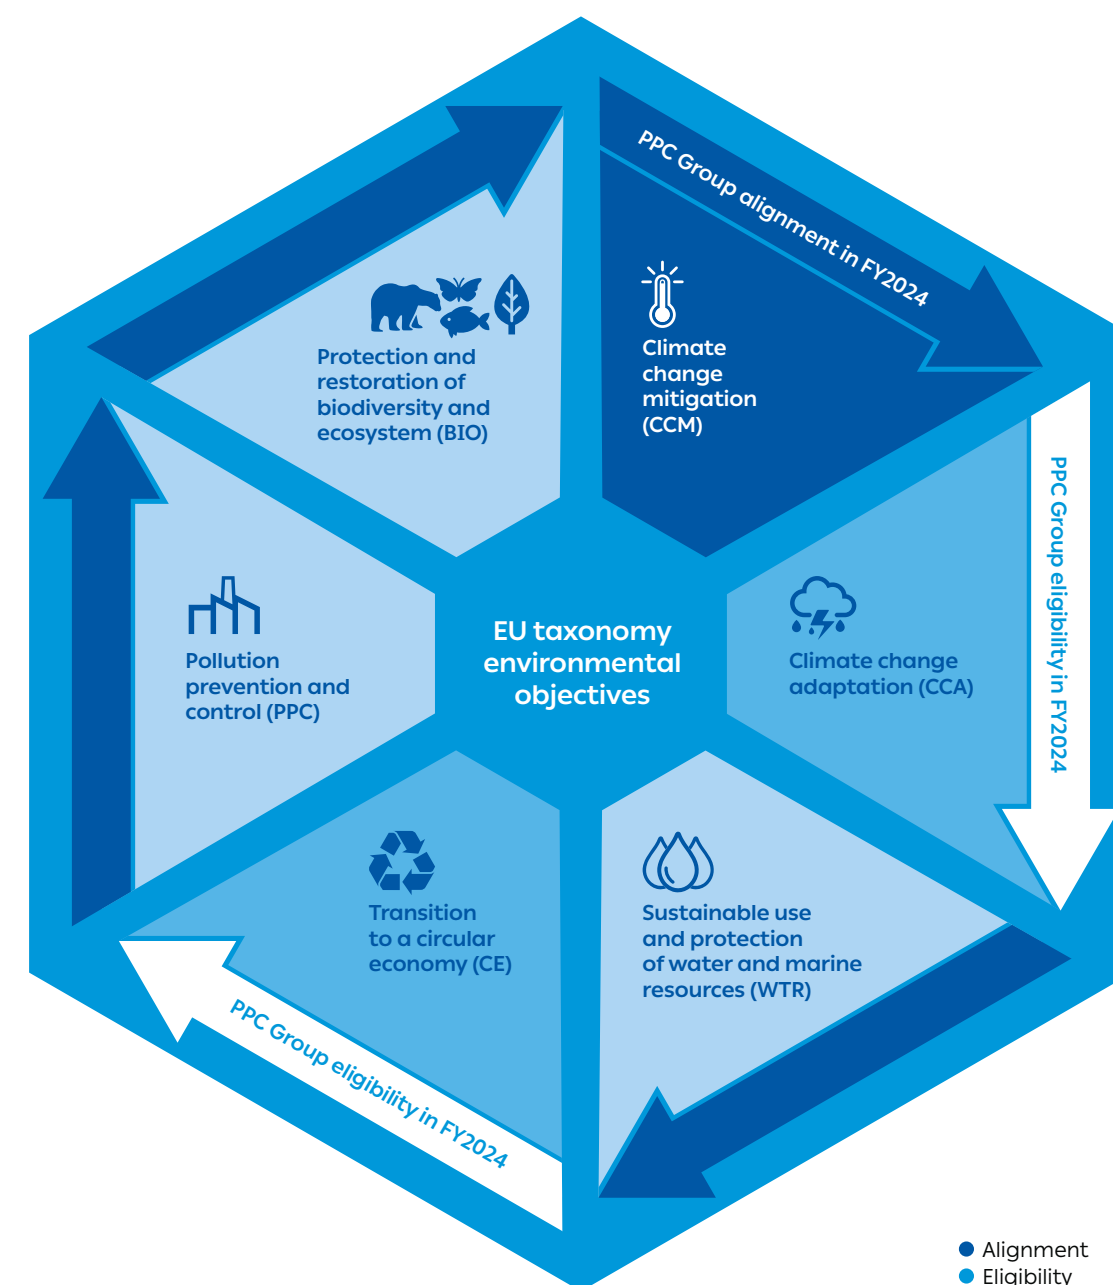 PPC Group alignment in FY2024
Climate
change
mitigation
(CCM)
PPC Group eligibility in FY2024
Climate change
adaptation (CCA)
Sustainable use
and protection
of water and marine
resources (WTR)
PPC Group eligibility in FY2024
Transition
to a circular
economy (CE)
Pollution
prevention and
control (PPC)
Protection and
restoration of
biodiversity and
ecosystem (BIO)
EU taxonomy
environmental
objectives
Alignment
Eligibility